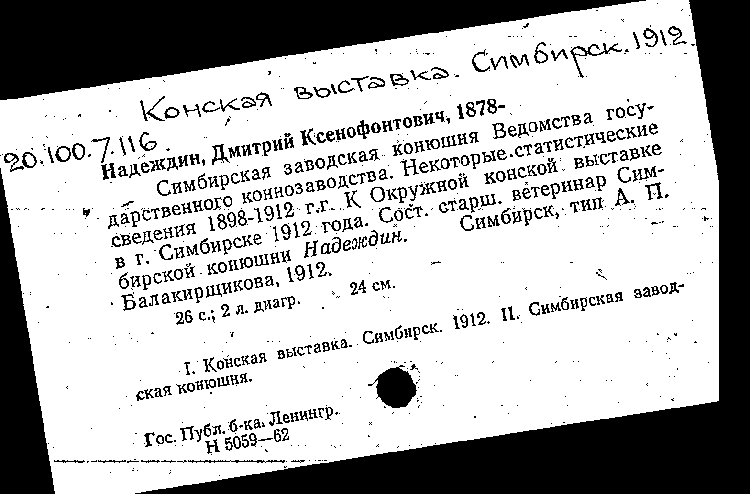 Конская выставка. Симбирск. 1912.
20.100.7.116.
Надеждин, Дмитрий Ксенофонтович, 1878-
Симбирская заводская конюшня Ведомства госу-
дарственного коннозаводства. Некоторые статистические
сведения 1898-1912 г.г. К Окружной конской выставке
в г. Симбирске 1912 года. Сост. старш. ветеринар Сим-
бирской конюшни Надеждин. Симбирск, тип А. П.
Балакирщикова, 1912.
26 с.; 2 л. диагр. 24 см.
I. Конская выставка. Симбирск. 1912. II. Симбирская завод-
ская конюшня.
Гос. Публ. б-ка. Ленингр.
Н 5059—62